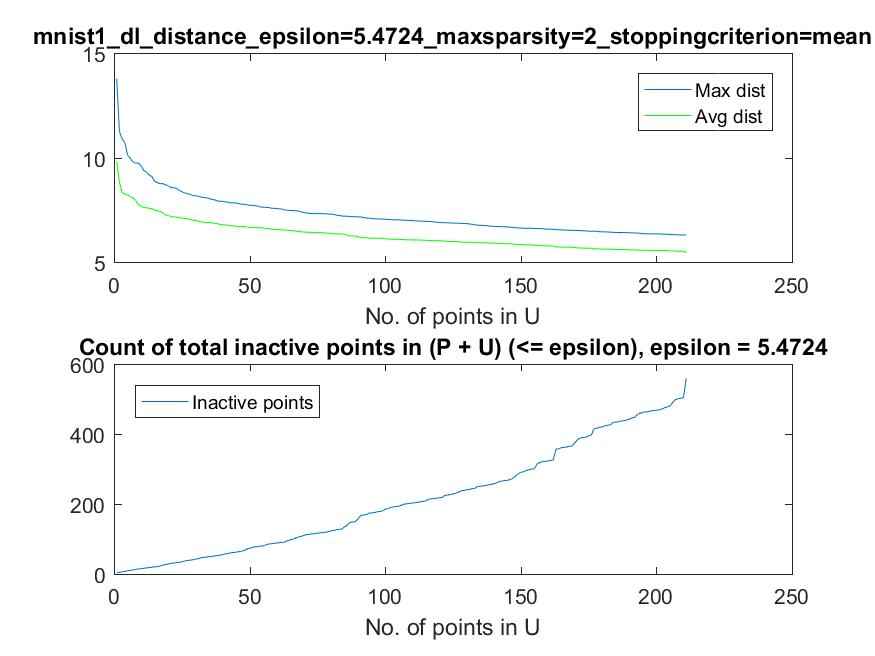 mnist1_dl_distance_epsilon=5.4724_maxsparsity=2_stoppingcriterion=mean
15
Max dist
Avg dist
10
5
0 50 100 150 200 250
No. of points in U
Count of total inactive points in (P + U) (<= epsilon), epsilon = 5.4724
600
Inactive points
400
200
0
0 50 100 150 200 250
No. of points in U